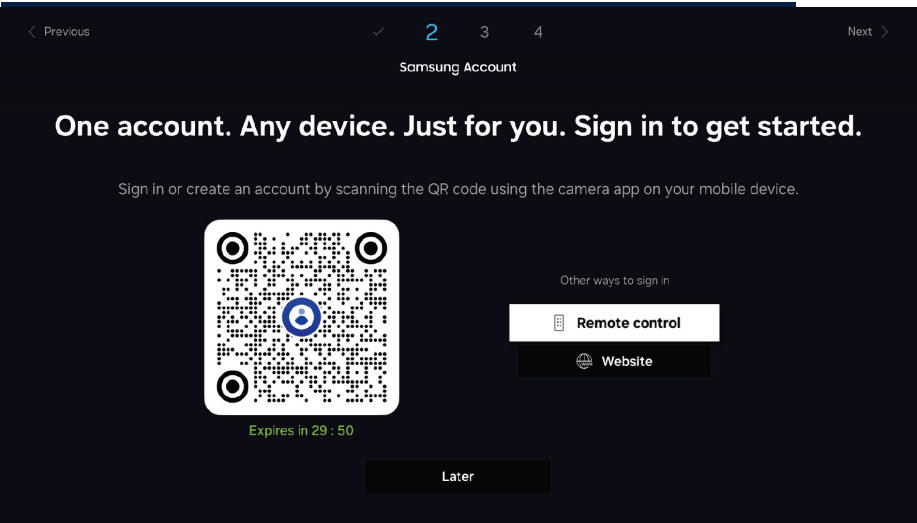 Previous
2 3 4
Next
Samsung Account
One account. Any device. Just for you. Sign in to get started.
Sign in or create an account by scanning the QR code using the camera app on your mobile device.
Other ways to sign in
Remote control
Website
Expires in 29 : 50
Later